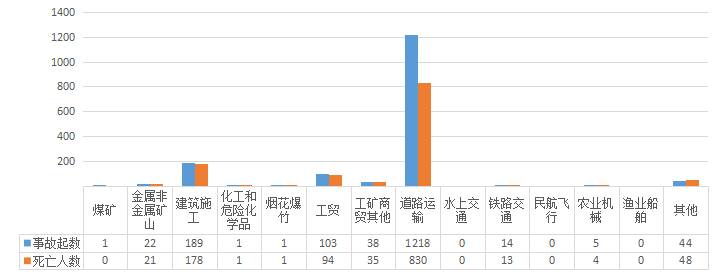 1400
1200
1000
800
600
400
200
煤矿 金属非金属矿山 建筑施工 化工和危险化学品 烟花爆竹 工贸 工矿商贸其他 道路运输 水上交通 铁路交通 民航飞行 农业机械 渔业船舶 其他
事故起数 1 22 189 1 1 103 38 1218 0 14 0 5 0 44
死亡人数 0 21 178 1 1 94 35 830 0 13 0 4 0 48